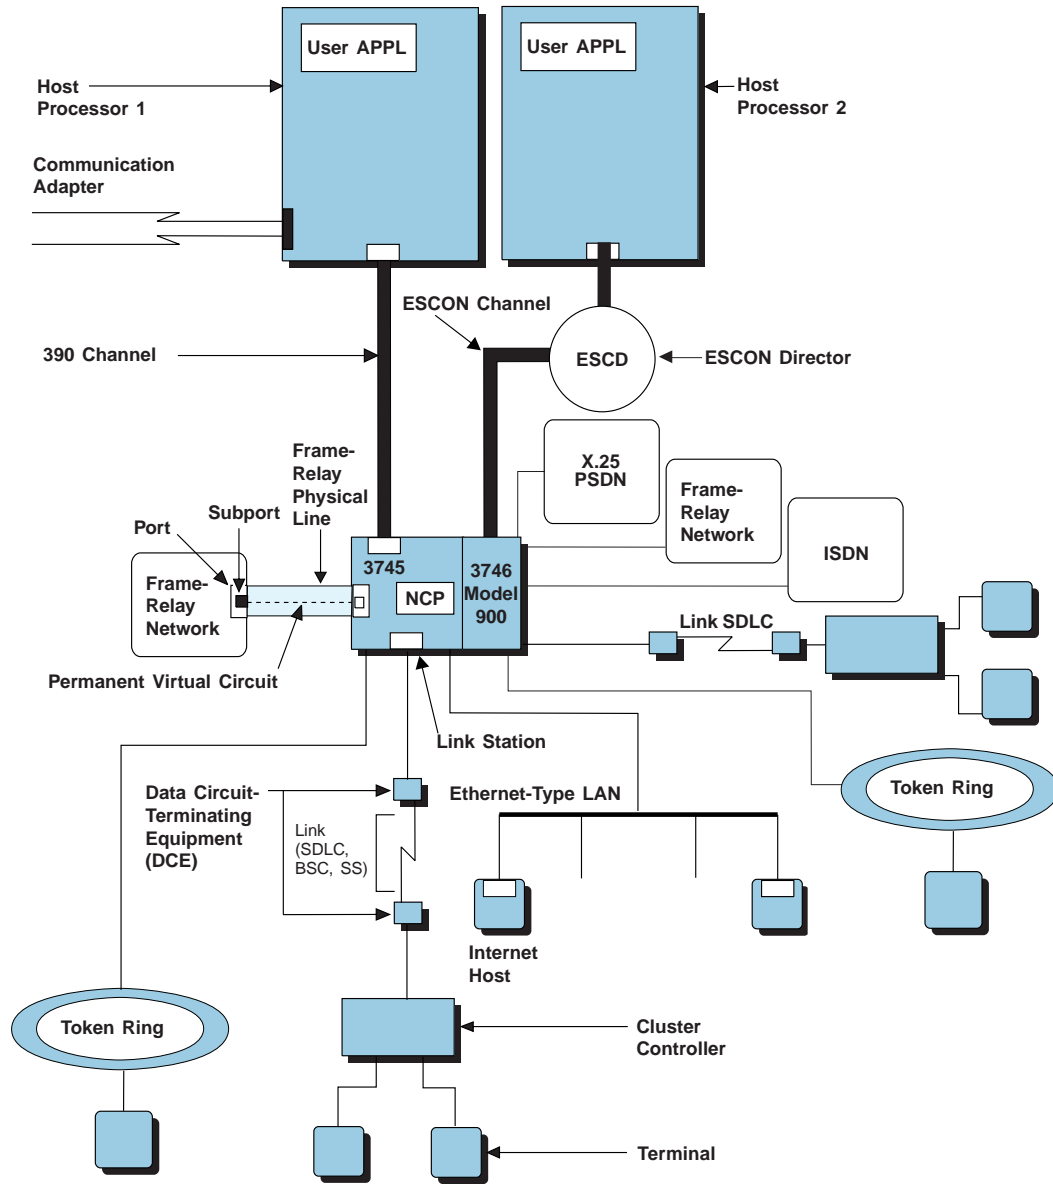 User APPL
User APPL
Host
Processor 1
Host
Processor 2
Communication
Adapter
ESCON Channel
390 Channel
ESCD
ESCON Director
Frame-
Relay
Physical
Line
X.25
PSDN
Frame-
Relay
Network
ISDN
Subport
Port
3745
3746
Model
900
NCP
Frame-
Relay
Network
Link SDLC
Permanent Virtual Circuit
Link Station
Data Circuit-
Terminating
Equipment
(DCE)
Ethernet-Type LAN
Token Ring
Link
(SDLC,
BSC, SS)
Internet
Host
Token Ring
Cluster
Controller
Terminal